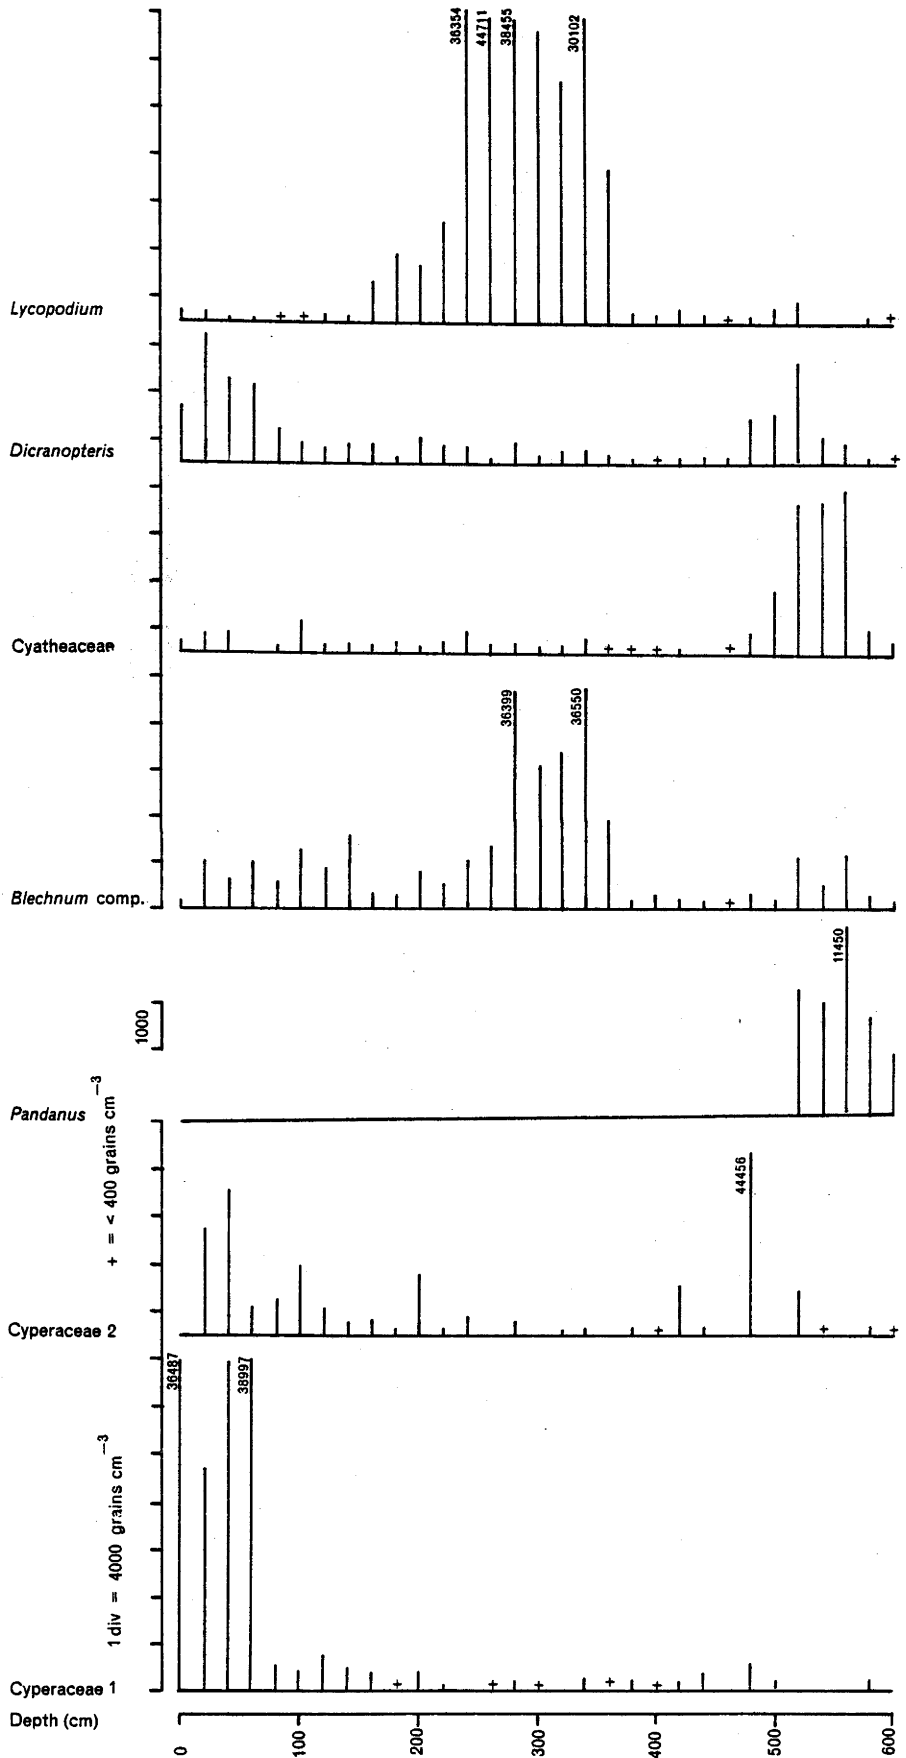 36354
44711
38455
30102
Lycopodium
Dicranopteris
Cyatheaceae
36399
36550
Blechnum comp.
11450
1000
Pandanus
+ = < 400 grains cm⁻³
44456
Cyperaceae 2
36487
38997
1 div = 4000 grains cm⁻³
Cyperaceae 1
Depth (cm)
0 100 200 300 400 500 600